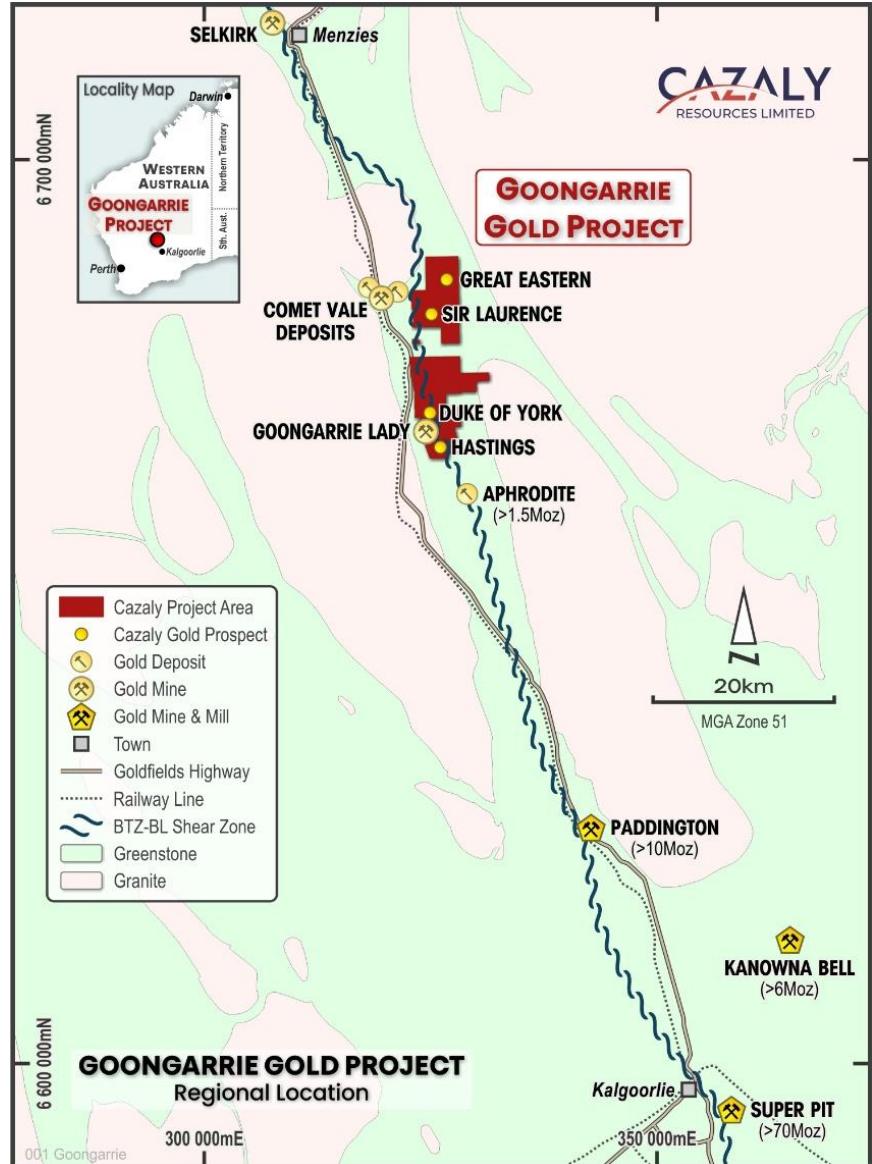 SELKIRK
Menzies
CAZALY
RESOURCES LIMITED
Locality Map
Darwin
WESTERN
AUSTRALIA
Northern Territory
Sth. Aust.
GOONGARRIE
PROJECT
Kalgoorlie
Perth
6 700 000mN
GOONGARRIE
GOLD PROJECT
GREAT EASTERN
SIR LAURENCE
COMET VALE
DEPOSITS
DUKE OF YORK
GOONGARRIE LADY
HASTINGS
APHRODITE
(>1.5Moz)
Cazaly Project Area
Cazaly Gold Prospect
Gold Deposit
Gold Mine
Gold Mine & Mill
Town
Goldfields Highway
Railway Line
BTZ-BL Shear Zone
Greenstone
Granite
N
20km
MGA Zone 51
PADDINGTON
(>10Moz)
KANOWNA BELL
(>6Moz)
6 600 000mN
GOONGARRIE GOLD PROJECT
Regional Location
Kalgoorlie
SUPER PIT
(>70Moz)
300 000mE
350 000mE
001 Goongarrie